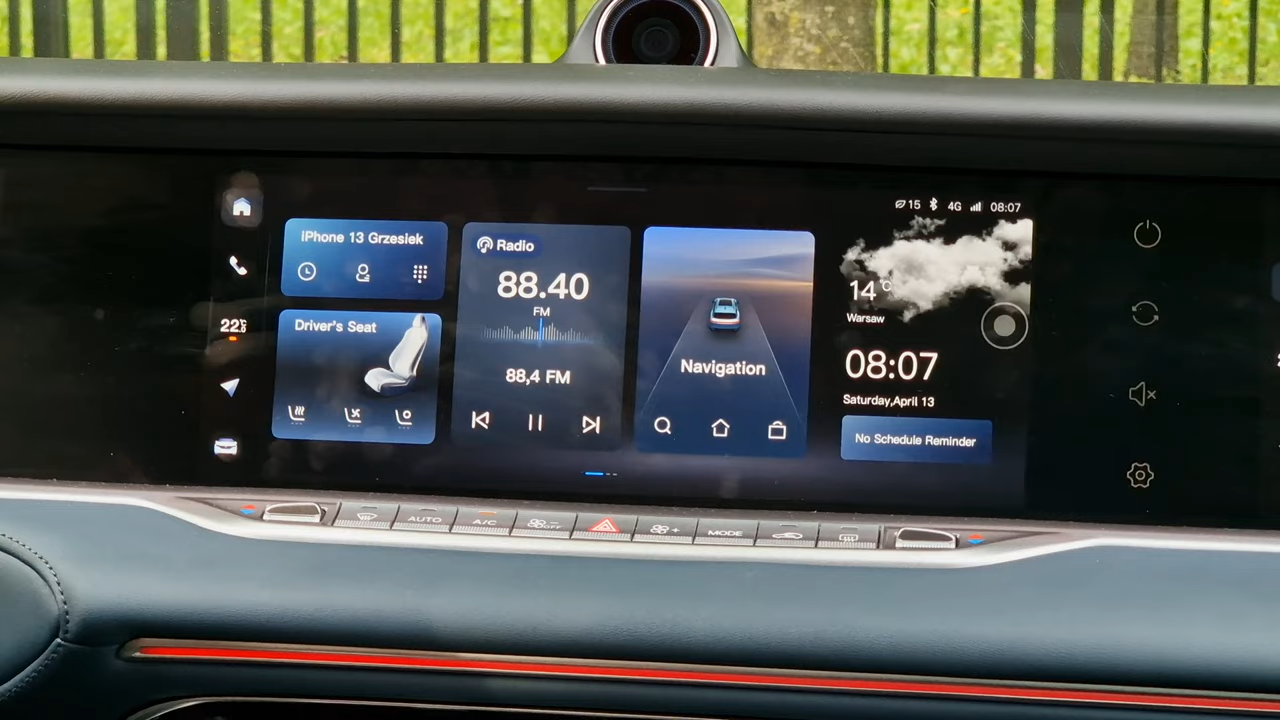 15 4G 08:07
iPhone 13 Grzesiek
Radio
88.40
FM
88,4 FM
Driver's Seat
22°C
Navigation
14°C
Warsaw
08:07
Saturday,April 13
No Schedule Reminder
AUTO
A/C
OFF
MODE